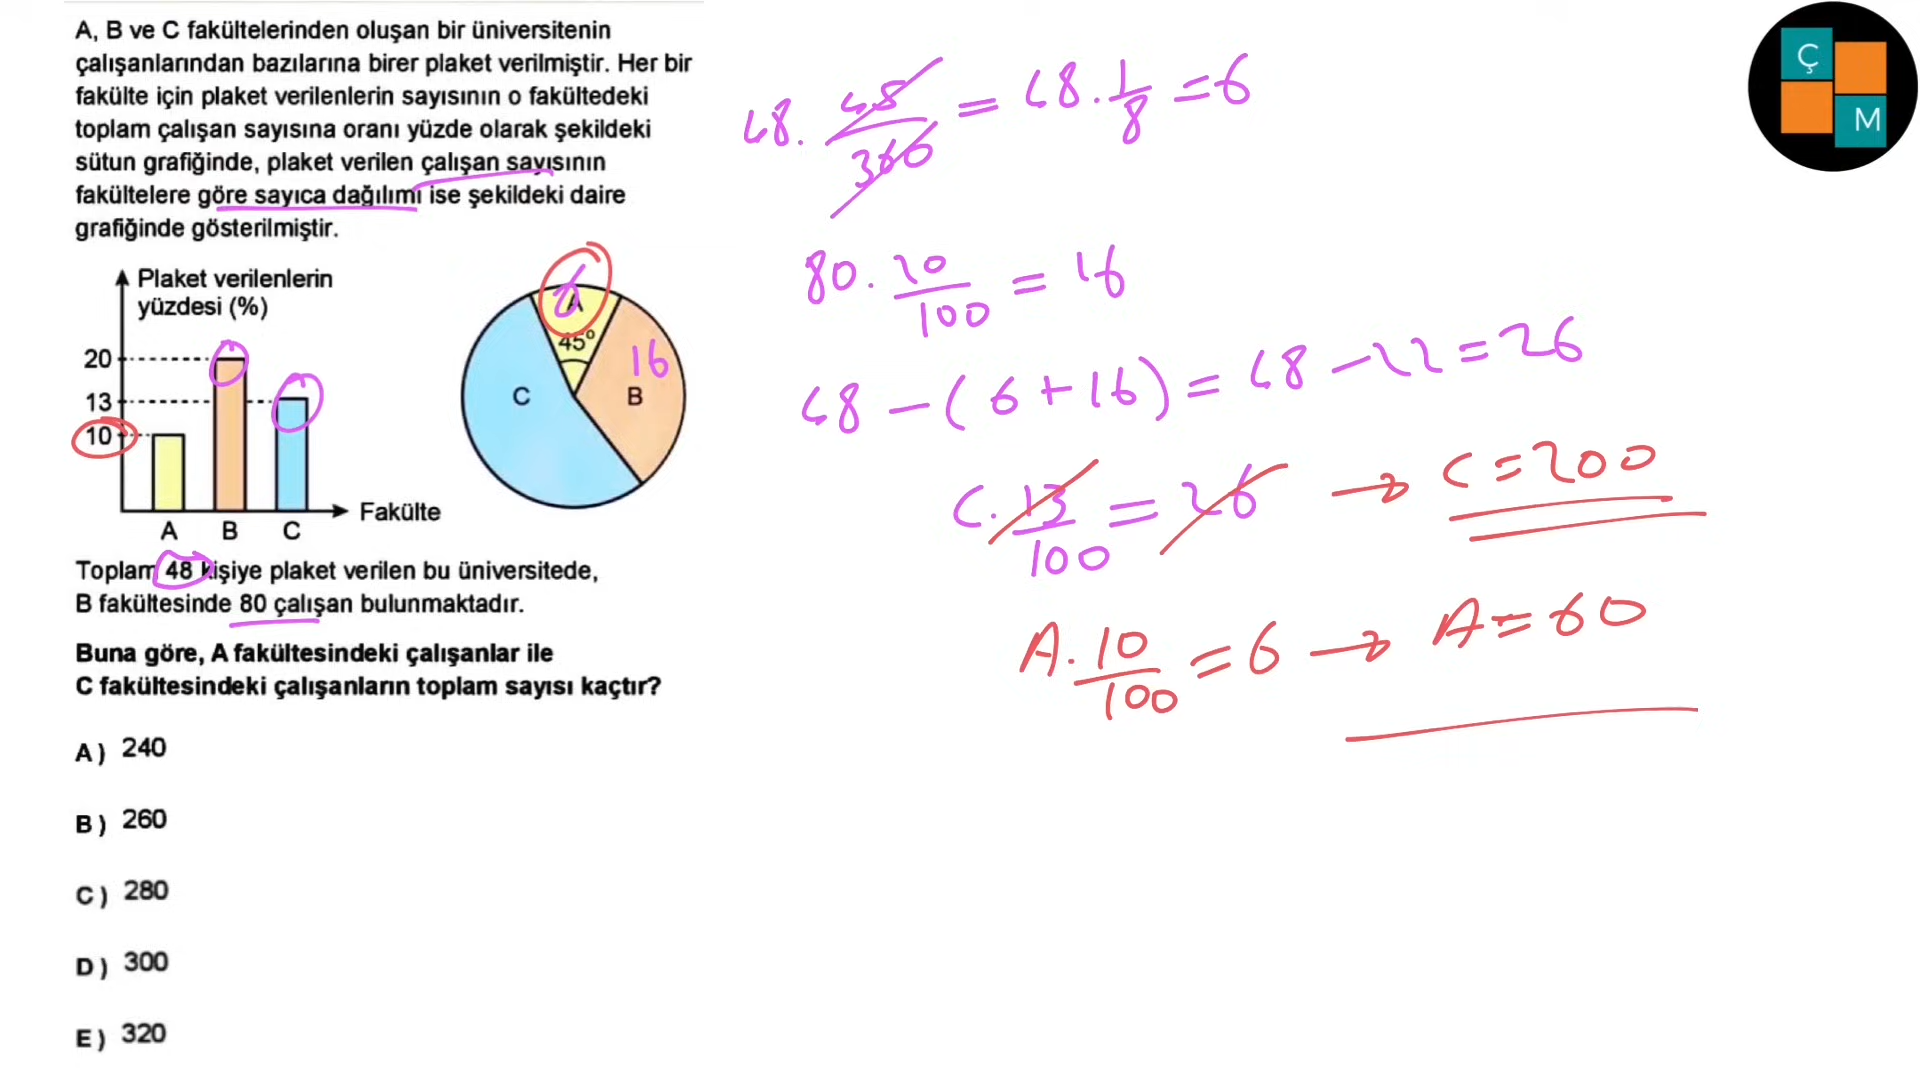 A, B ve C fakültelerinden oluşan bir üniversitenin
çalışanlarından bazılarına birer plaket verilmiştir. Her bir
fakülte için plaket verilenlerin sayısının o fakültedeki
toplam çalışan sayısına oranı yüzde olarak şekildeki
sütun grafiğinde, plaket verilen çalışan sayısının
fakültelere göre sayıca dağılımı ise şekildeki daire
grafiğinde gösterilmiştir.
Plaket verilenlerin
yüzdesi (%)
20
13
10
A B C
Fakülte
6
A
45°
16
C
B
Toplam 48 kişiye plaket verilen bu üniversitede,
B fakültesinde 80 çalışan bulunmaktadır.
Buna göre, A fakültesindeki çalışanlar ile
C fakültesindeki çalışanların toplam sayısı kaçtır?
A) 240
B) 260
C) 280
D) 300
E) 320
48 . 45/360 = 48 . 1/8 = 6
80 . 20/100 = 16
48 - (6 + 16) = 48 - 22 = 26
C . 13/100 = 26 → C = 200
A . 10/100 = 6 → A = 60
Ç
M